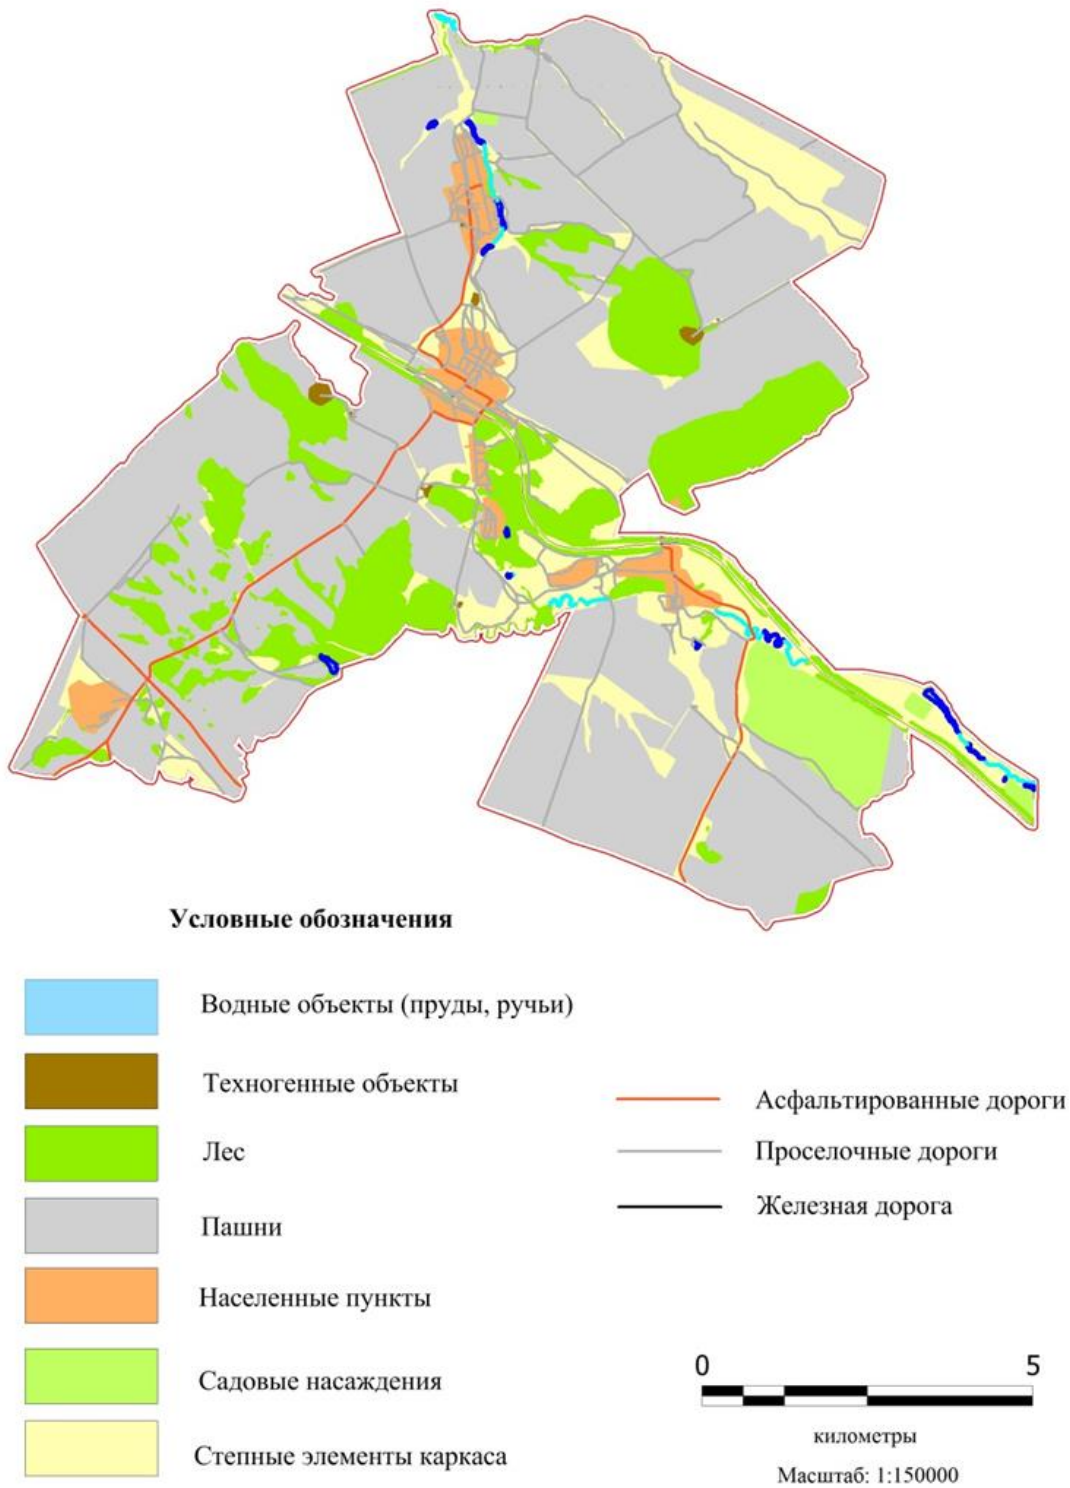 Условные обозначения
Водные объекты (пруды, ручьи)
Техногенные объекты
Лес
Пашни
Населенные пункты
Садовые насаждения
Степные элементы каркаса
Асфальтированные дороги
Проселочные дороги
Железная дорога
0 5
километры
Масштаб: 1:150000